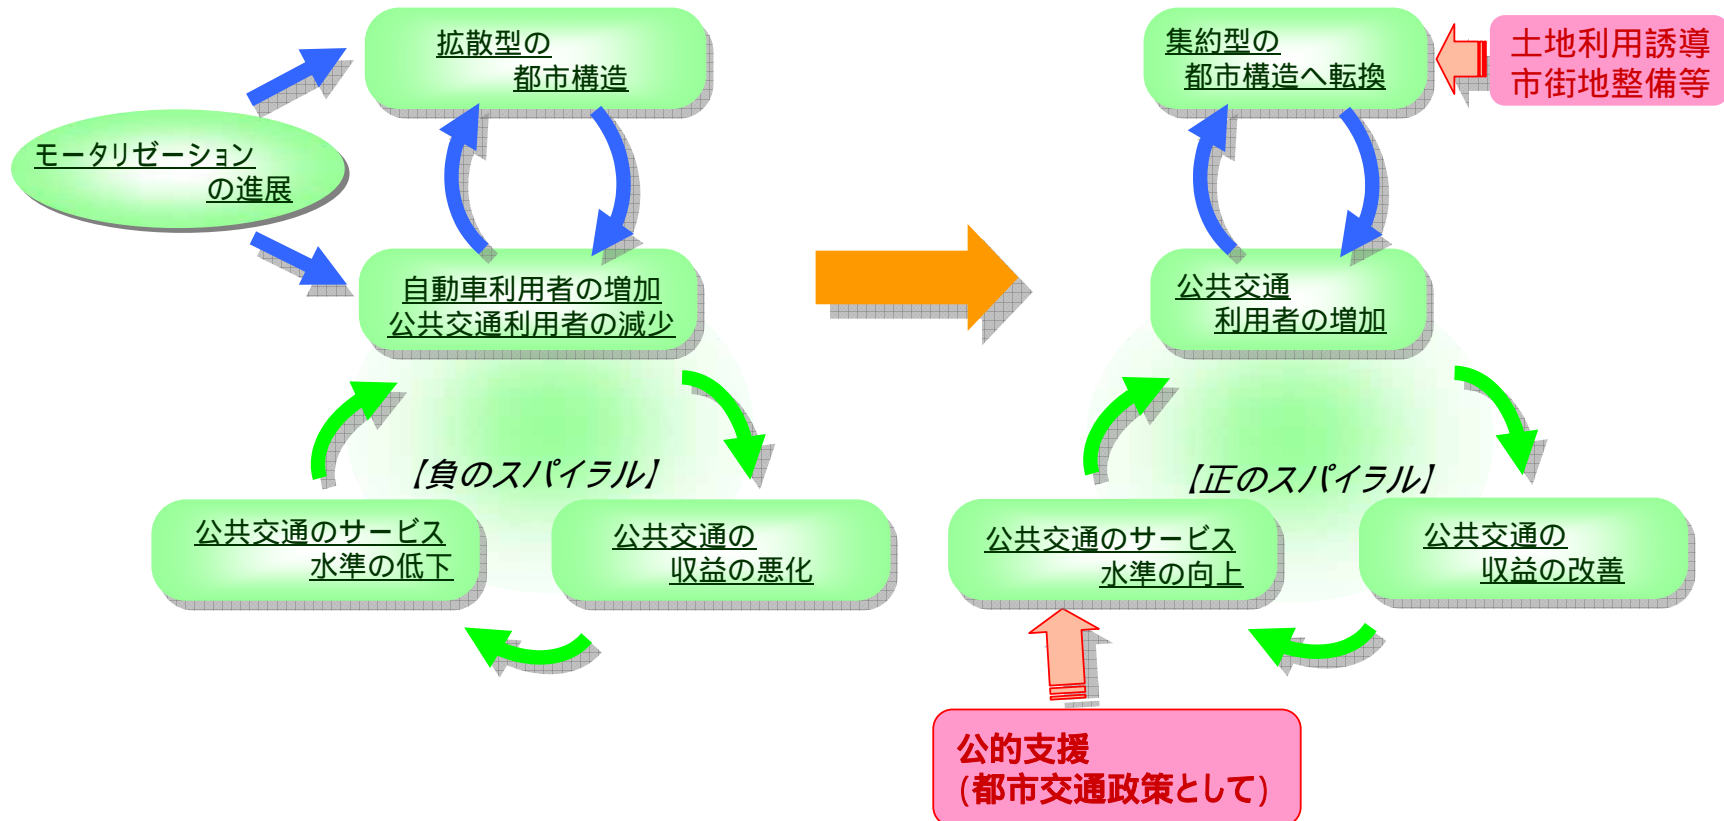 拡散型の
都市構造
モータリゼーション
の進展
自動車利用者の増加
公共交通利用者の減少
【負のスパイラル】
公共交通のサービス
水準の低下
公共交通の
収益の悪化
集約型の
都市構造へ転換
土地利用誘導
市街地整備等
公共交通
利用者の増加
【正のスパイラル】
公共交通のサービス
水準の向上
公共交通の
収益の改善
公的支援
(都市交通政策として)